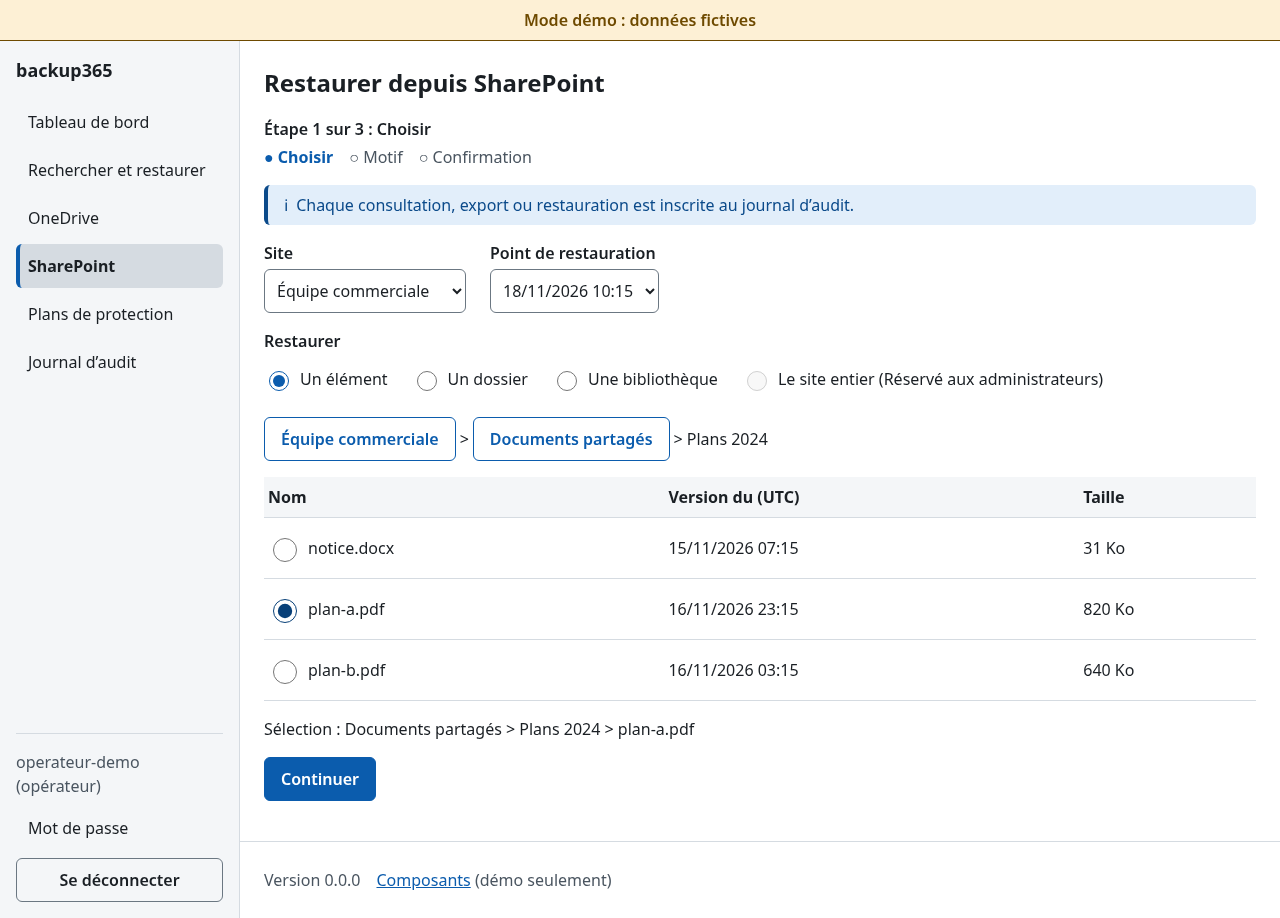 Mode démo : données fictives
backup365
Tableau de bord
Rechercher et restaurer
OneDrive
SharePoint
Plans de protection
Journal d’audit
operateur-demo
(opérateur)
Mot de passe
Se déconnecter
Restaurer depuis SharePoint
Étape 1 sur 3 : Choisir
● Choisir ○ Motif ○ Confirmation
i Chaque consultation, export ou restauration est inscrite au journal d’audit.
Site Point de restauration
Équipe commerciale 18/11/2026 10:15
Restaurer
Un élément Un dossier Une bibliothèque Le site entier (Réservé aux administrateurs)
Équipe commerciale > Documents partagés > Plans 2024
Nom Version du (UTC) Taille
notice.docx 15/11/2026 07:15 31 Ko
plan-a.pdf 16/11/2026 23:15 820 Ko
plan-b.pdf 16/11/2026 03:15 640 Ko
Sélection : Documents partagés > Plans 2024 > plan-a.pdf
Continuer
Version 0.0.0 Composants (démo seulement)